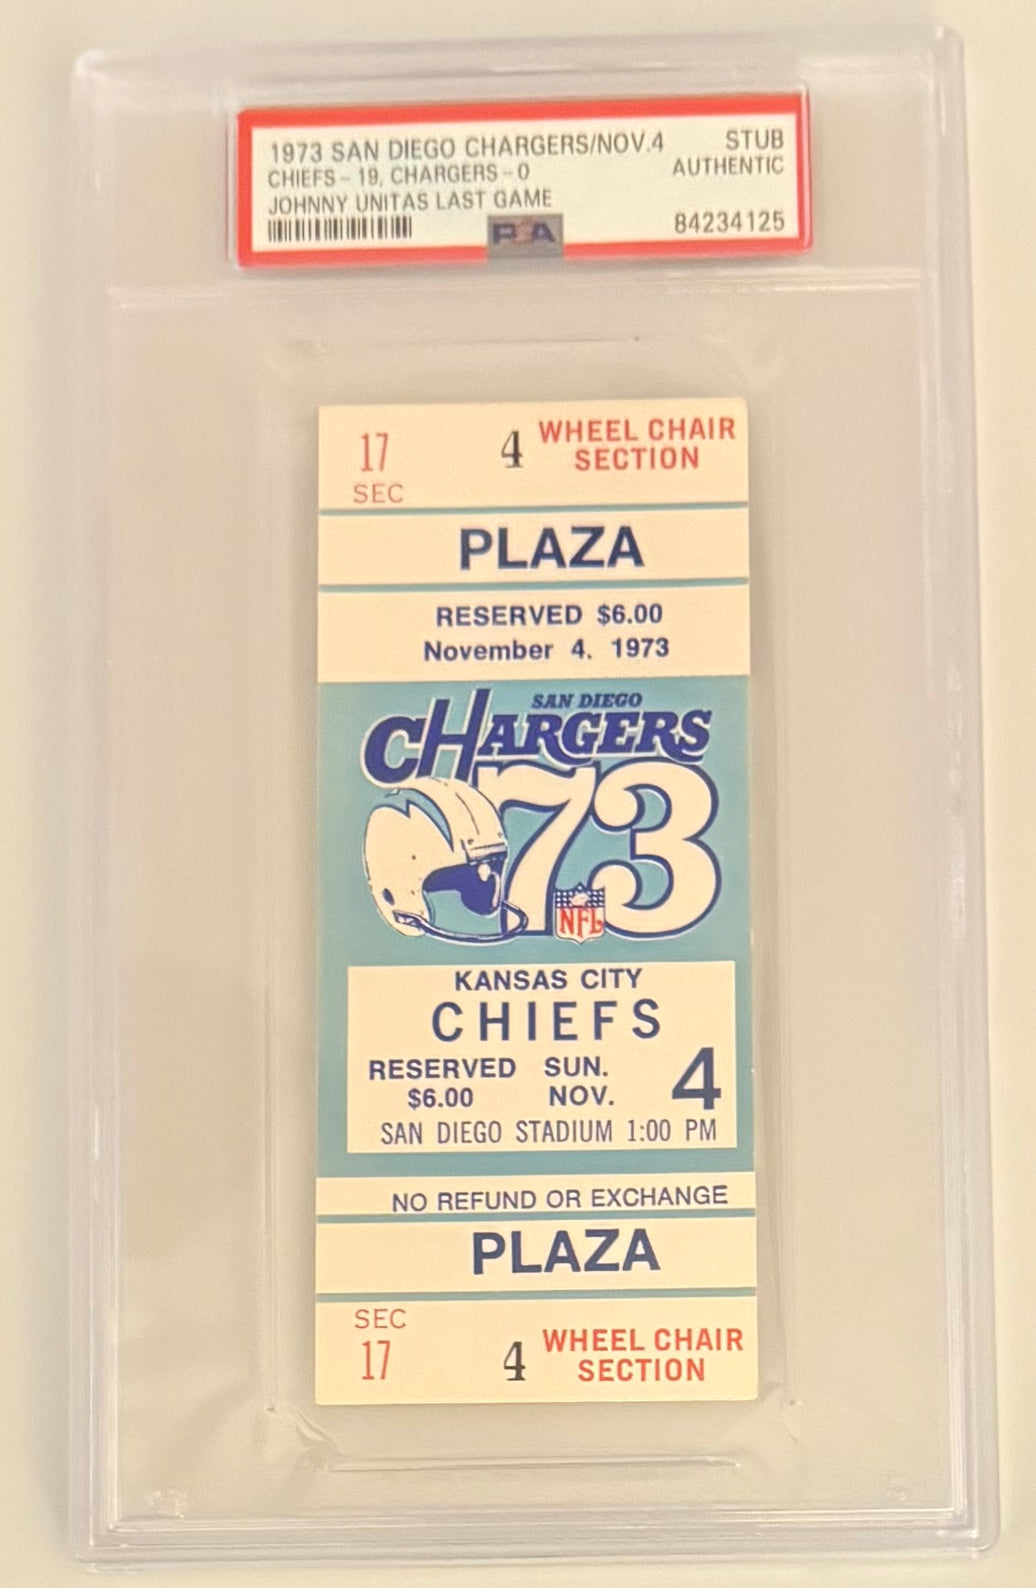 1973 SAN DIEGO CHARGERS/NOV.4 STUB
CHIEFS - 19, CHARGERS - 0 AUTHENTIC
JOHNNY UNITAS LAST GAME
PSA 84234125
17 4 WHEEL CHAIR
SEC SECTION
PLAZA
RESERVED $6.00
November 4, 1973
SAN DIEGO
CHARGERS
73
NFL
KANSAS CITY
CHIEFS
RESERVED SUN. 4
$6.00 NOV.
SAN DIEGO STADIUM 1:00 PM
NO REFUND OR EXCHANGE
PLAZA
SEC WHEEL CHAIR
17 4 SECTION